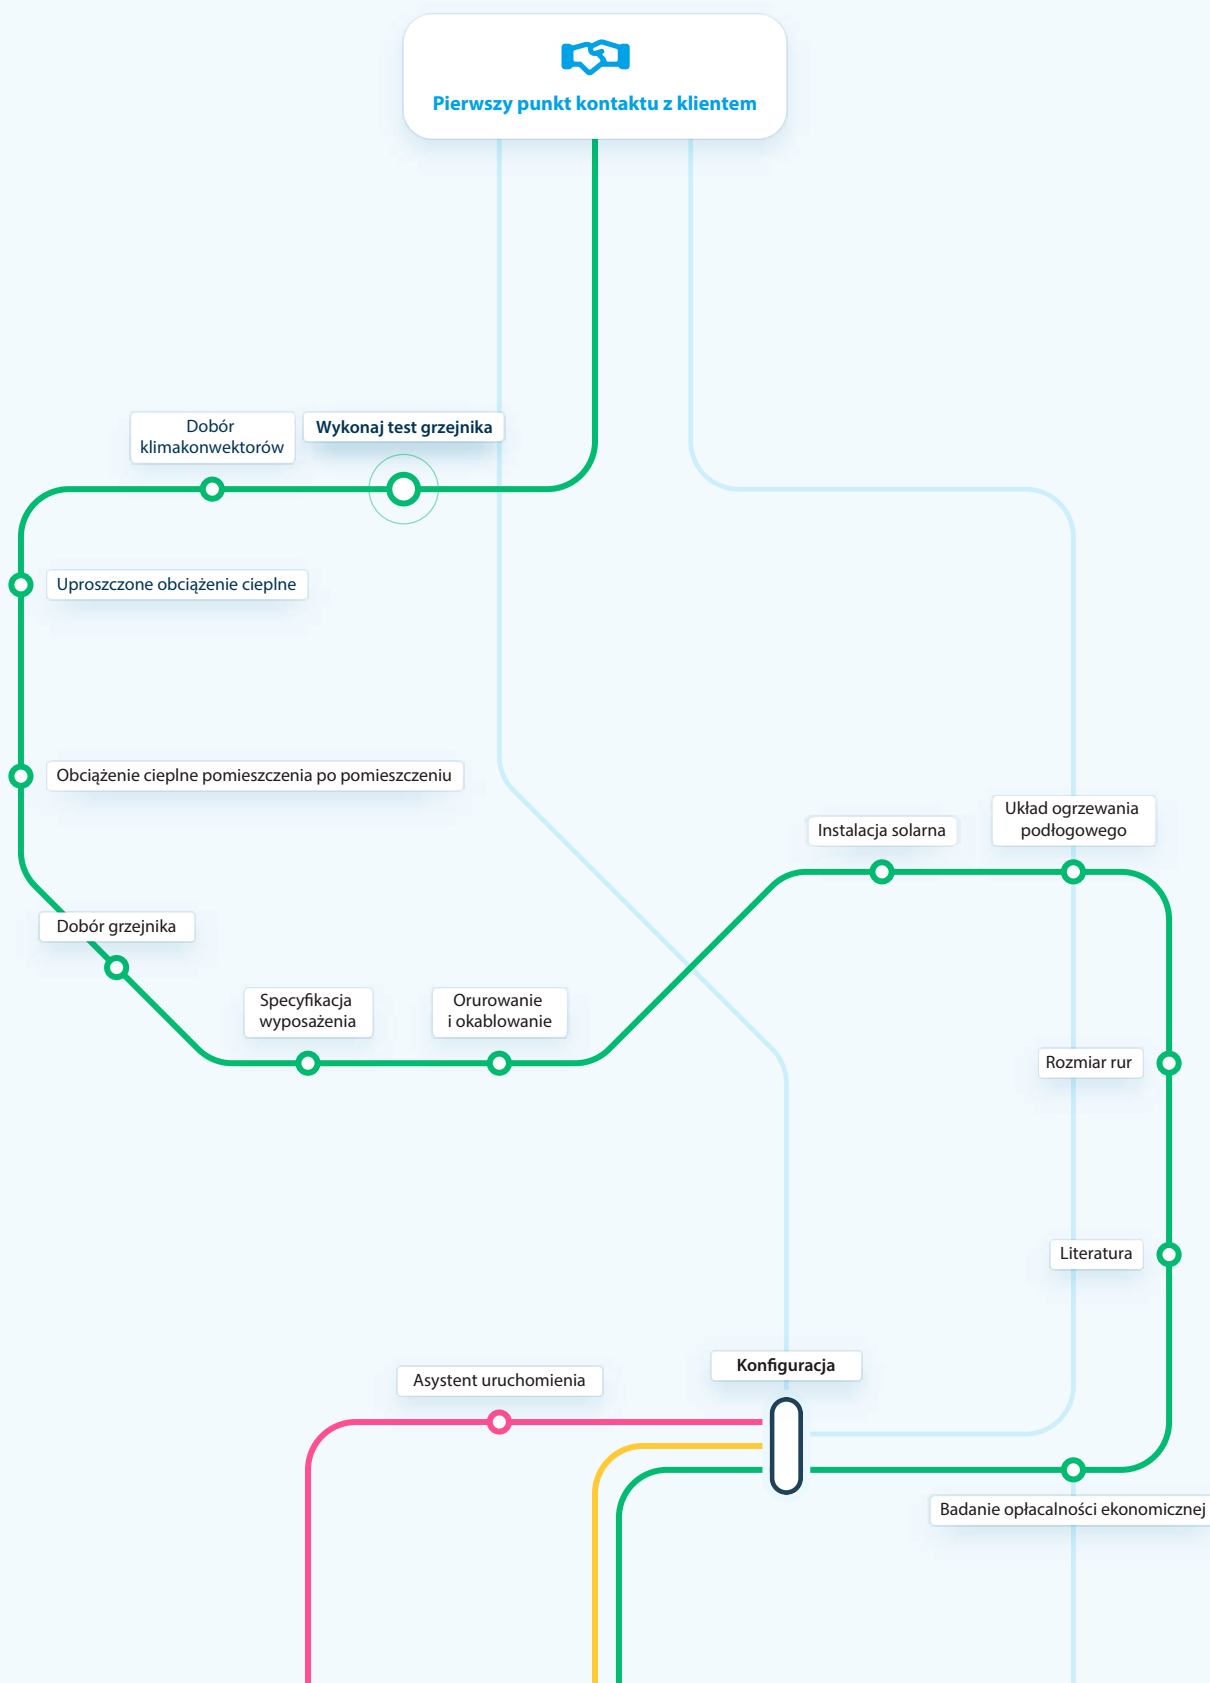 Pierwszy punkt kontaktu z klientem
Dobór
klimakonwektorów
Wykonaj test grzejnika
Uproszczone obciążenie cieplne
Obciążenie cieplne pomieszczenia po pomieszczeniu
Instalacja solarna
Układ ogrzewania
podłogowego
Dobór grzejnika
Specyfikacja
wyposażenia
Orurowanie
i okablowanie
Rozmiar rur
Literatura
Konfiguracja
Asystent uruchomienia
Badanie opłacalności ekonomicznej